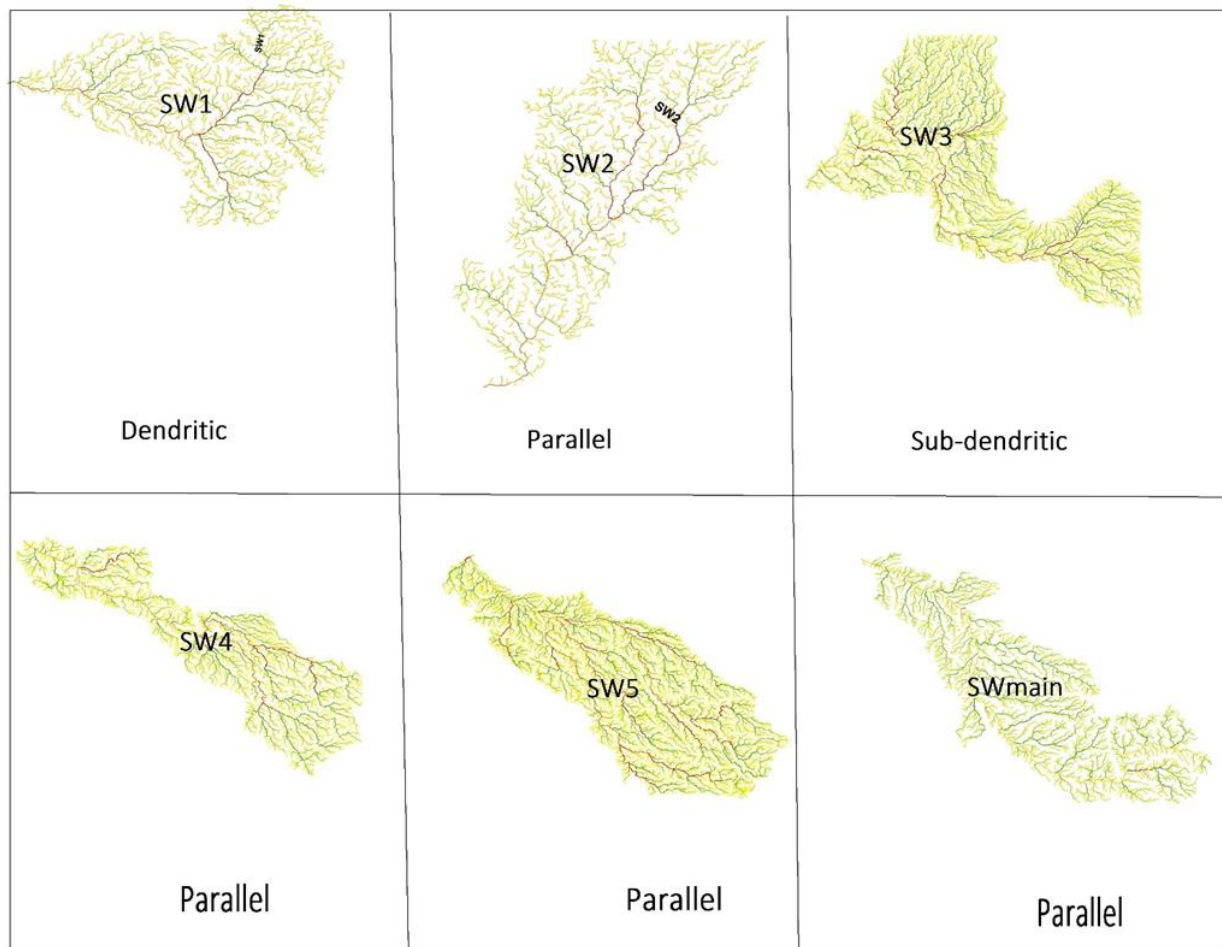 SW1
SW1
Dendritic
SW2
SW2
Parallel
SW3
Sub-dendritic
SW4
Parallel
SW5
Parallel
SWmain
Parallel